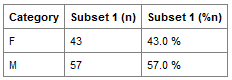 Category Subset 1 (n) Subset 1 (%n)
F 43 43.0 %
M 57 57.0 %